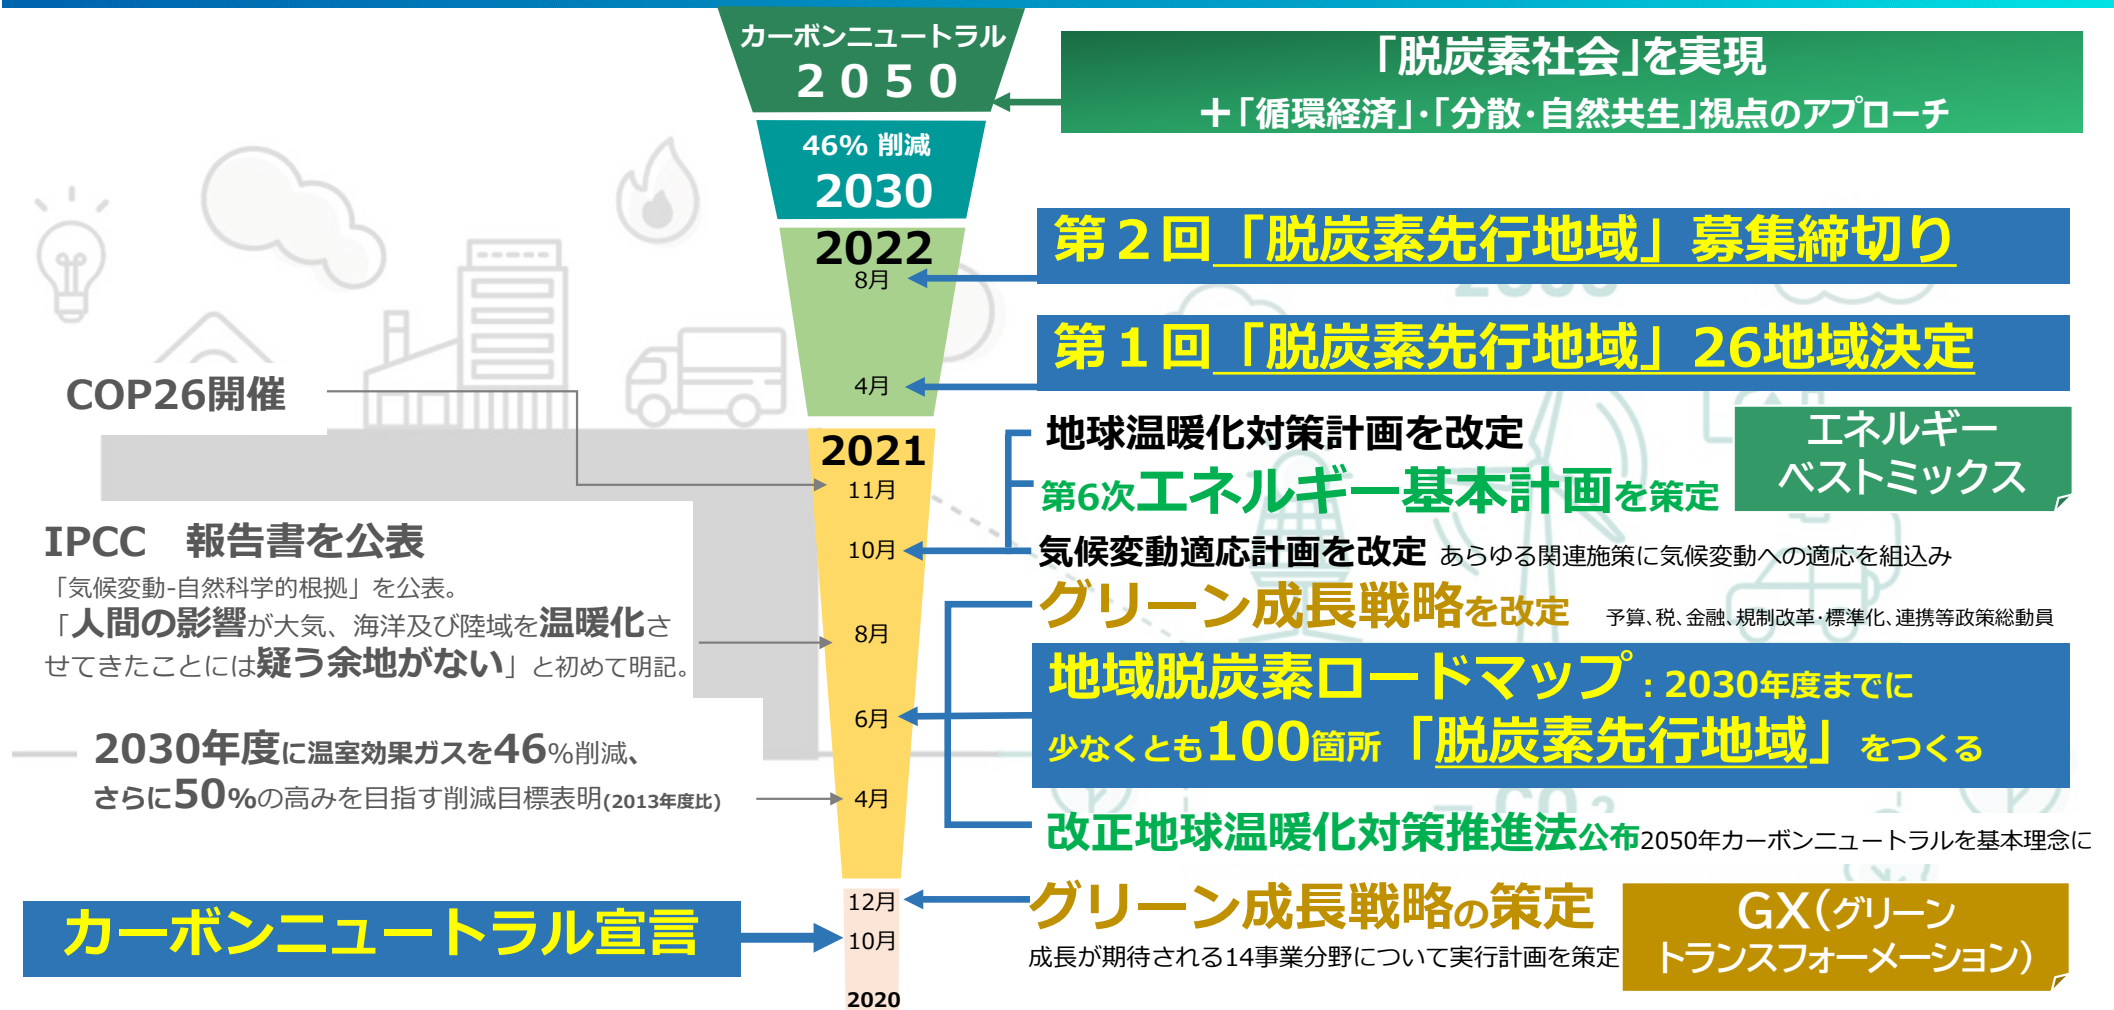 カーボンニュートラル
２０５０
「脱炭素社会」を実現
＋「循環経済」・「分散・自然共生」視点のアプローチ
46% 削減
2030
第２回「脱炭素先行地域」募集締切り
2022
8月
第１回「脱炭素先行地域」26地域決定
4月
COP26開催
2021
11月
10月
8月
6月
4月
地球温暖化対策計画を改定
第6次エネルギー基本計画を策定
エネルギー
ベストミックス
気候変動適応計画を改定 あらゆる関連施策に気候変動への適応を組込み
IPCC　報告書を公表
「気候変動-自然科学的根拠」を公表。
「人間の影響が大気、海洋及び陸域を温暖化さ
せてきたことには疑う余地がない」と初めて明記。
グリーン成長戦略を改定 予算、税、金融、規制改革・標準化、連携等政策総動員
地域脱炭素ロードマップ：2030年度までに
少なくとも100箇所「脱炭素先行地域」をつくる
2030年度に温室効果ガスを46%削減、
さらに50%の高みを目指す削減目標表明(2013年度比)
CO2
改正地球温暖化対策推進法公布2050年カーボンニュートラルを基本理念に
12月
10月
2020
グリーン成長戦略の策定
成長が期待される14事業分野について実行計画を策定
GX(グリーン
トランスフォーメーション)
カーボンニュートラル宣言